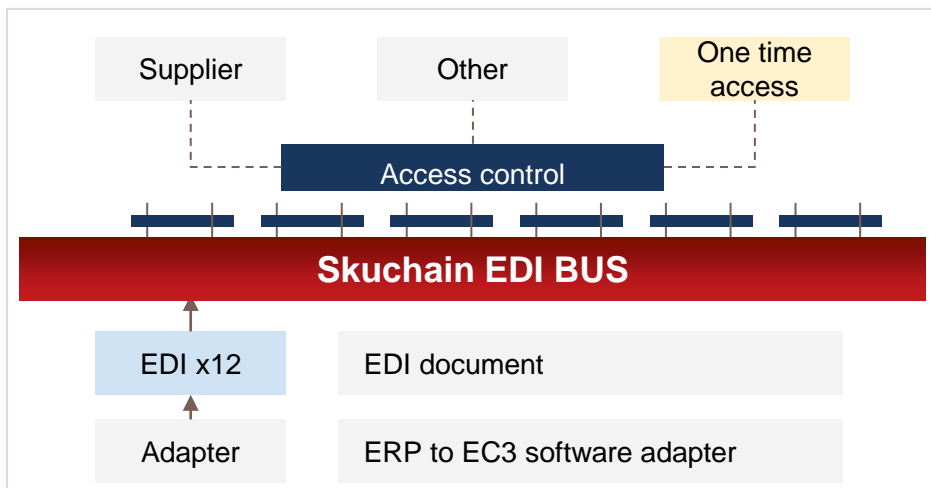 Supplier
Other
One time
access
Access control
Skuchain EDI BUS
EDI x12
EDI document
Adapter
ERP to EC3 software adapter